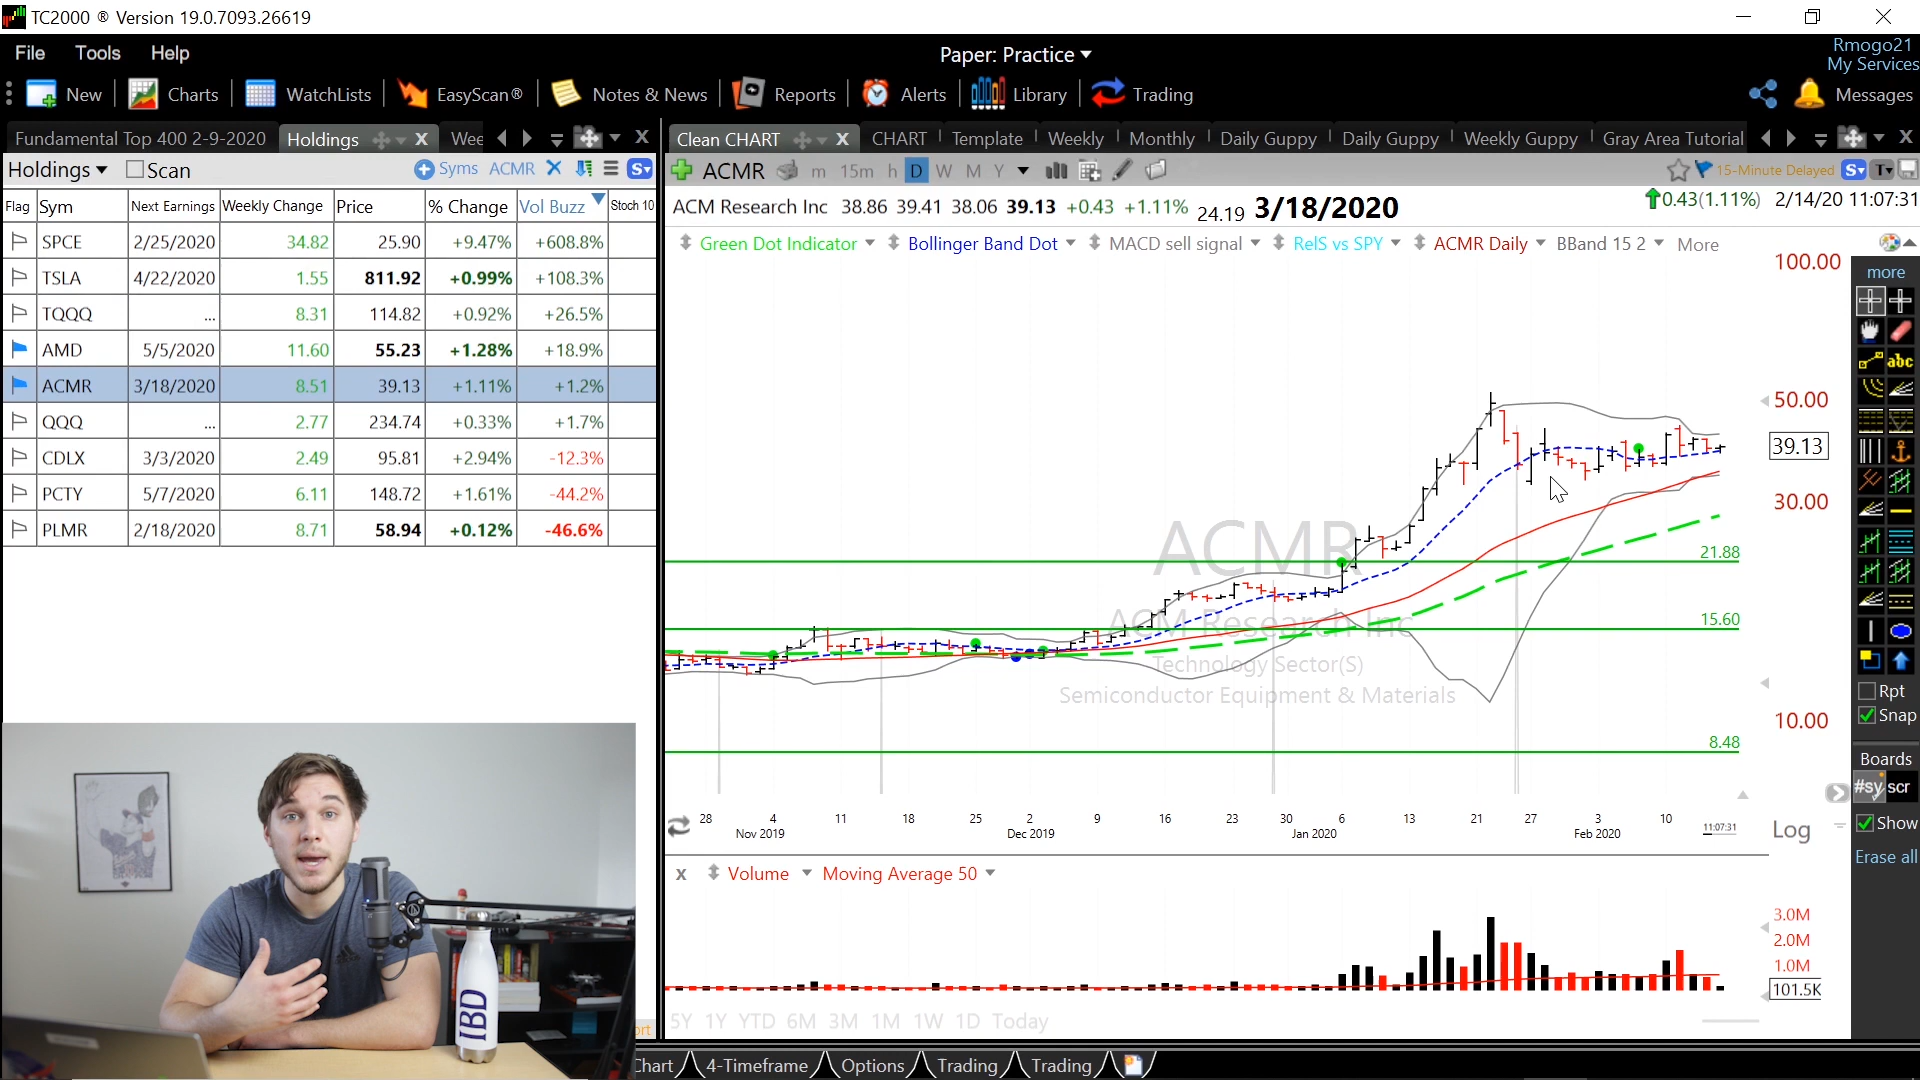 TC2000 ® Version 19.0.7093.26619
File Tools Help
Paper: Practice
Rmogo21
My Services
New Charts WatchLists EasyScan® Notes & News Reports Alerts Library Trading Messages
Fundamental Top 400 2-9-2020 Holdings X Wee X
Clean CHART X CHART Template Weekly Monthly Daily Guppy Daily Guppy Weekly Guppy Gray Area Tutorial X
Holdings Scan Syms ACMR S
ACMR m 15m h D W M Y 15-Minute Delayed S T
Flag Sym Next Earnings Weekly Change Price % Change Vol Buzz Stoch 10
ACM Research Inc 38.86 39.41 38.06 39.13 +0.43 +1.11% 24.19 3/18/2020 0.43(1.11%) 2/14/20 11:07:31
SPCE 2/25/2020 34.82 25.90 +9.47% +608.8%
TSLA 4/22/2020 1.55 811.92 +0.99% +108.3%
TQQQ ... 8.31 114.82 +0.92% +26.5%
AMD 5/5/2020 11.60 55.23 +1.28% +18.9%
ACMR 3/18/2020 8.51 39.13 +1.11% +1.2%
QQQ ... 2.77 234.74 +0.33% +1.7%
CDLX 3/3/2020 2.49 95.81 +2.94% -12.3%
PCTY 5/7/2020 6.11 148.72 +1.61% -44.2%
PLMR 2/18/2020 8.71 58.94 +0.12% -46.6%
Green Dot Indicator Bollinger Band Dot MACD sell signal RelS vs SPY ACMR Daily BBand 15 2 More
100.00
50.00
39.13
30.00
10.00
ACMR
ACM Research Inc
Technology Sector(S)
Semiconductor Equipment & Materials
21.88
15.60
8.48
28 4 11 18 25 2 9 16 23 30 6 13 21 27 3 10 11:07:31
Nov 2019 Dec 2019 Jan 2020 Feb 2020
Log
more
abc
Rpt
Snap
Boards
#sy scr
Show
Erase all
x Volume Moving Average 50
3.0M
2.0M
1.0M
101.5K
5Y 1Y YTD 6M 3M 1M 1W 1D Today
IBD
ort
Chart 4-Timeframe Options Trading Trading